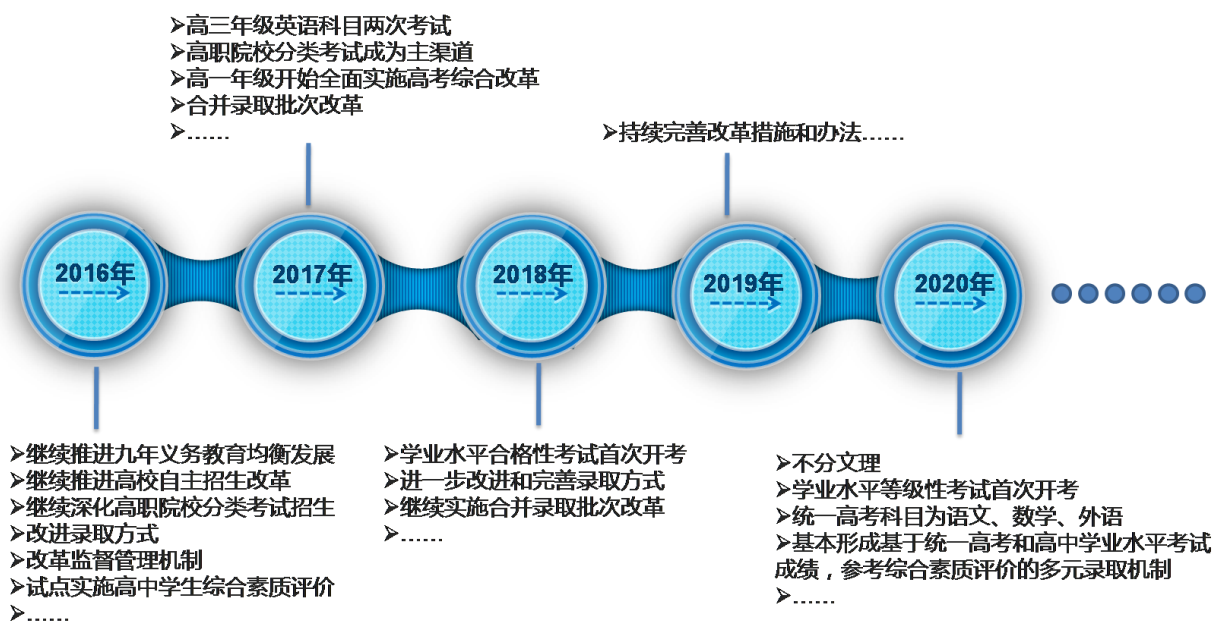 ➢高三年级英语科目两次考试
➢高职院校分类考试成为主渠道
➢高一年级开始全面实施高考综合改革
➢合并录取批次改革
➢……
➢持续完善改革措施和办法……
2016年
2017年
2018年
2019年
2020年
➢继续推进九年义务教育均衡发展
➢继续推进高校自主招生改革
➢继续深化高职院校分类考试招生
➢改进录取方式
➢改革监督管理机制
➢试点实施高中学生综合素质评价
➢……
➢学业水平合格性考试首次开考
➢进一步改进和完善录取方式
➢继续实施合并录取批次改革
➢……
➢不分文理
➢学业水平等级性考试首次开考
➢统一高考科目为语文、数学、外语
➢基本形成基于统一高考和高中学业水平考试
成绩，参考综合素质评价的多元录取机制
➢……